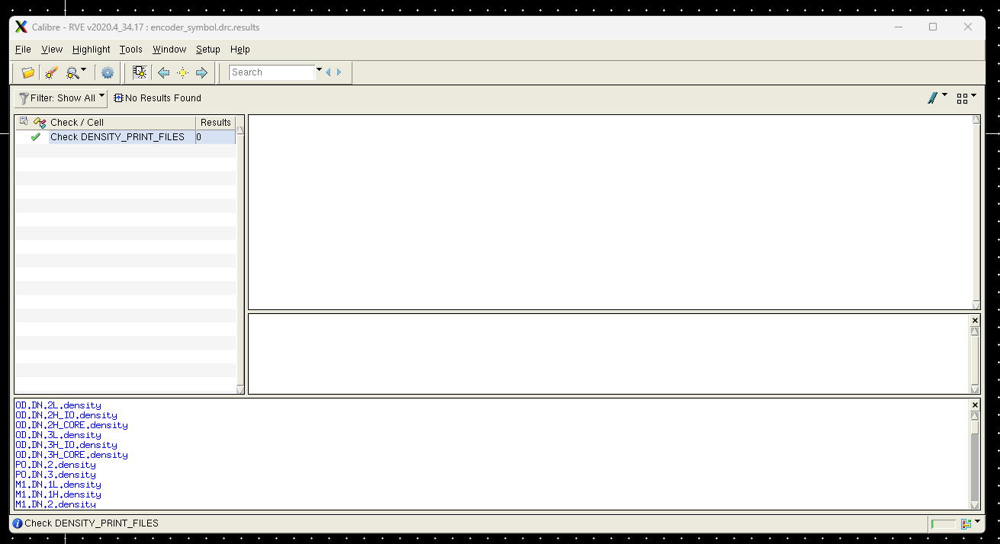 Calibre - RVE v2020.4_34.17 : encoder_symbol.drc.results
File View Highlight Tools Window Setup Help
Search
Filter: Show All No Results Found
Check / Cell Results
Check DENSITY_PRINT_FILES 0
OD.DN.2L.density
OD.DN.2H_IO.density
OD.DN.2H_CORE.density
OD.DN.3L.density
OD.DN.3H_IO.density
OD.DN.3H_CORE.density
PO.DN.2.density
PO.DN.3.density
M1.DN.1L.density
M1.DN.1H.density
M1.DN.2.density
Check DENSITY_PRINT_FILES